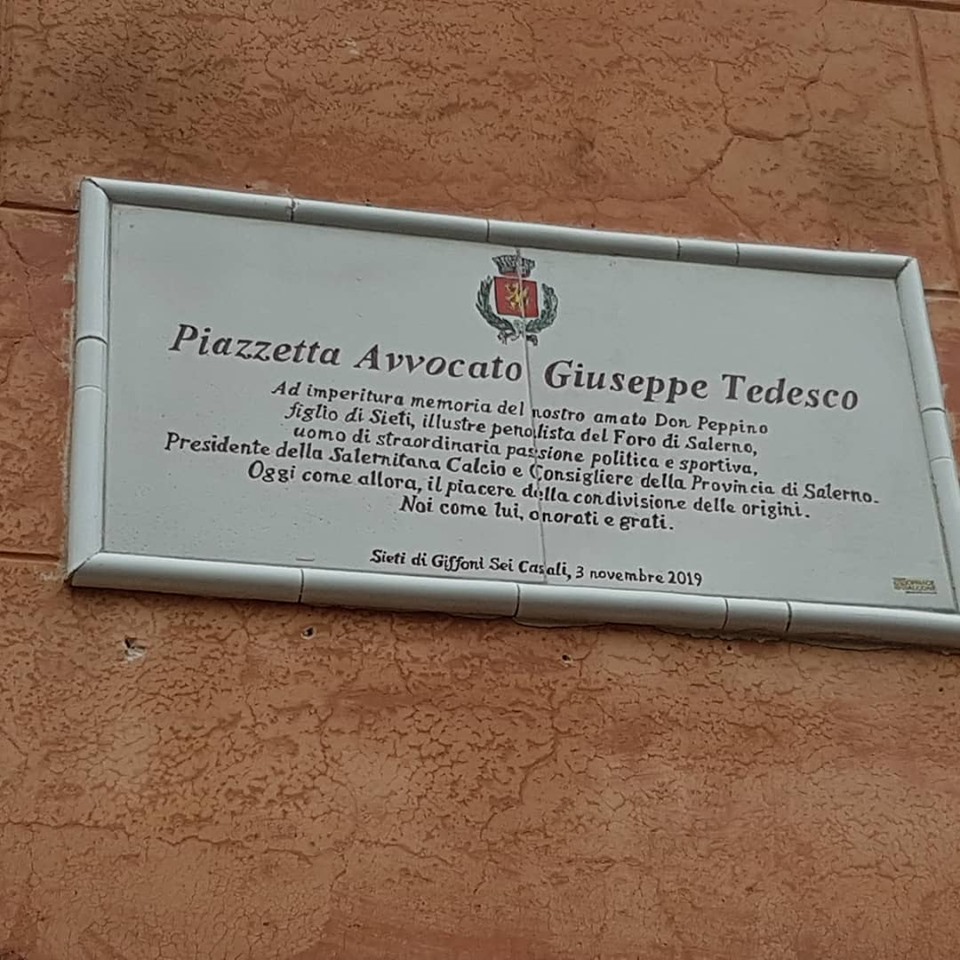 Piazzetta Avvocato Giuseppe Tedesco
Ad imperitura memoria del nostro amato Don Peppino
figlio di Sieti, illustre penalista del Foro di Salerno,
uomo di straordinaria passione politica e sportiva,
Presidente della Salernitana Calcio e Consigliere della Provincia di Salerno.
Oggi come allora, il piacere della condivisione delle origini.
Noi come lui, onorati e grati.
Sieti di Giffoni Sei Casali, 3 novembre 2019